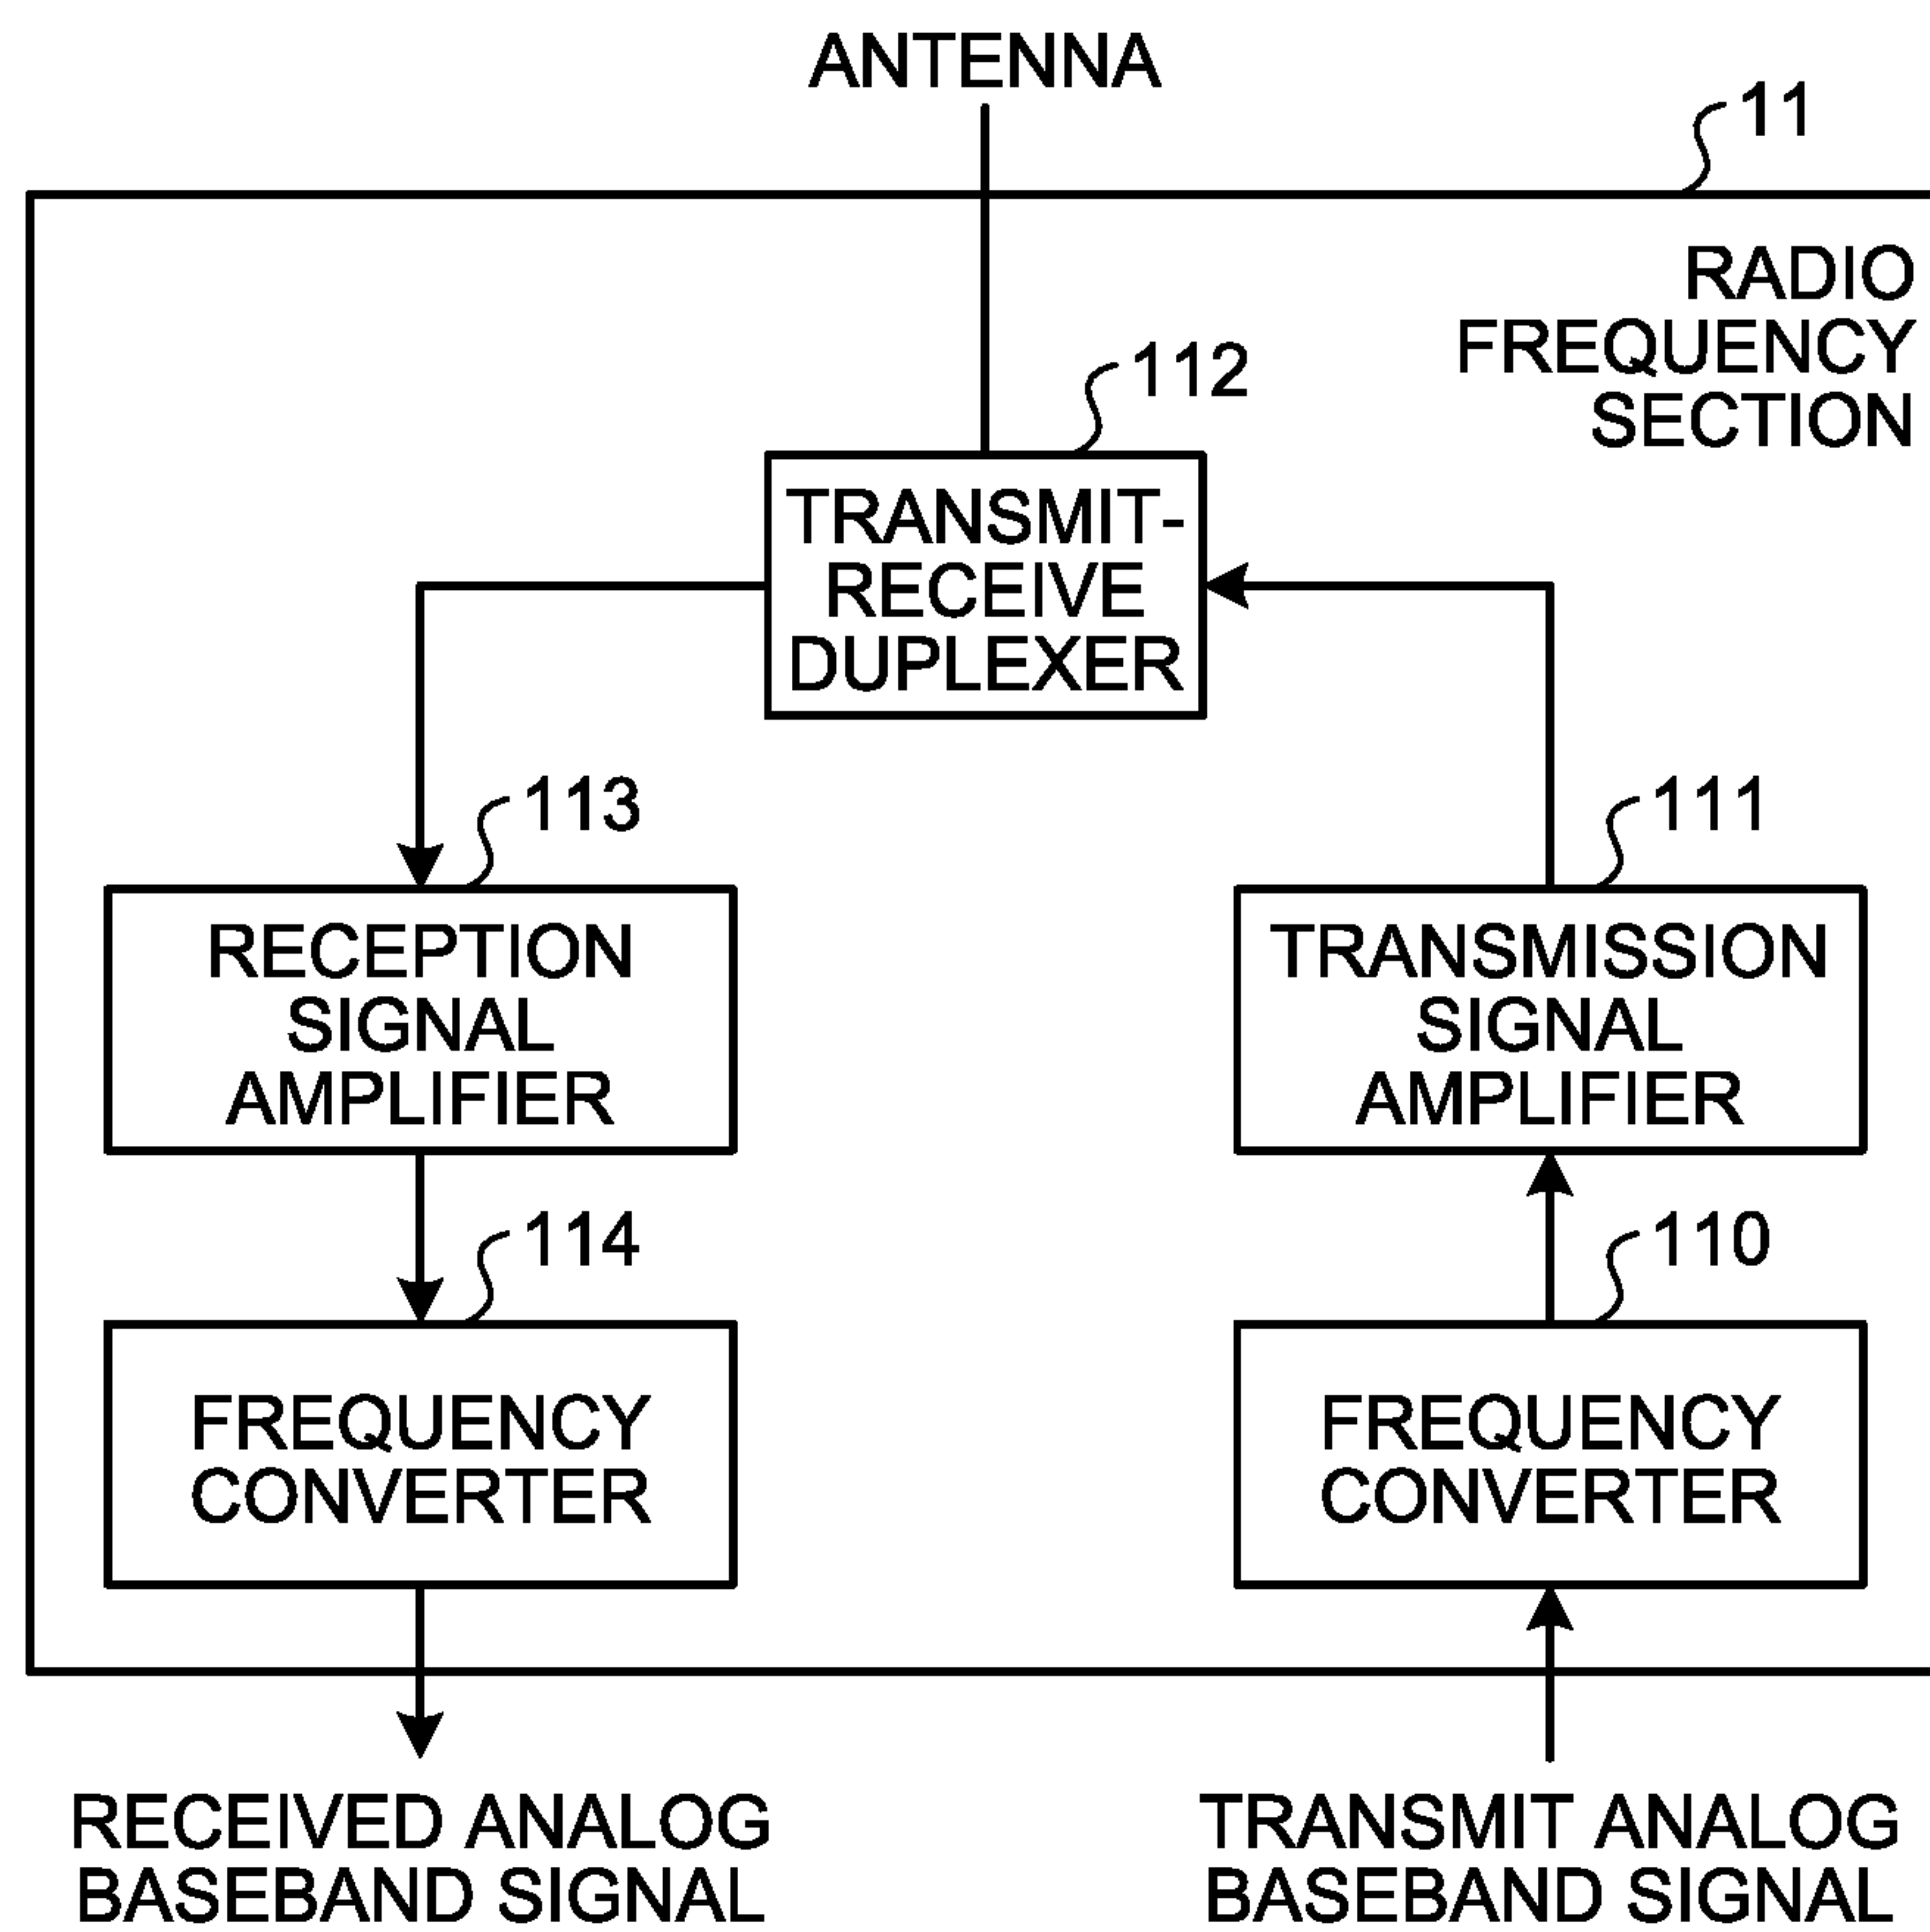 ANTENNA
11
RADIO
FREQUENCY
SECTION
112
TRANSMIT-
RECEIVE
DUPLEXER
113
RECEPTION
SIGNAL
AMPLIFIER
111
TRANSMISSION
SIGNAL
AMPLIFIER
114
FREQUENCY
CONVERTER
110
FREQUENCY
CONVERTER
RECEIVED ANALOG
BASEBAND SIGNAL
TRANSMIT ANALOG
BASEBAND SIGNAL